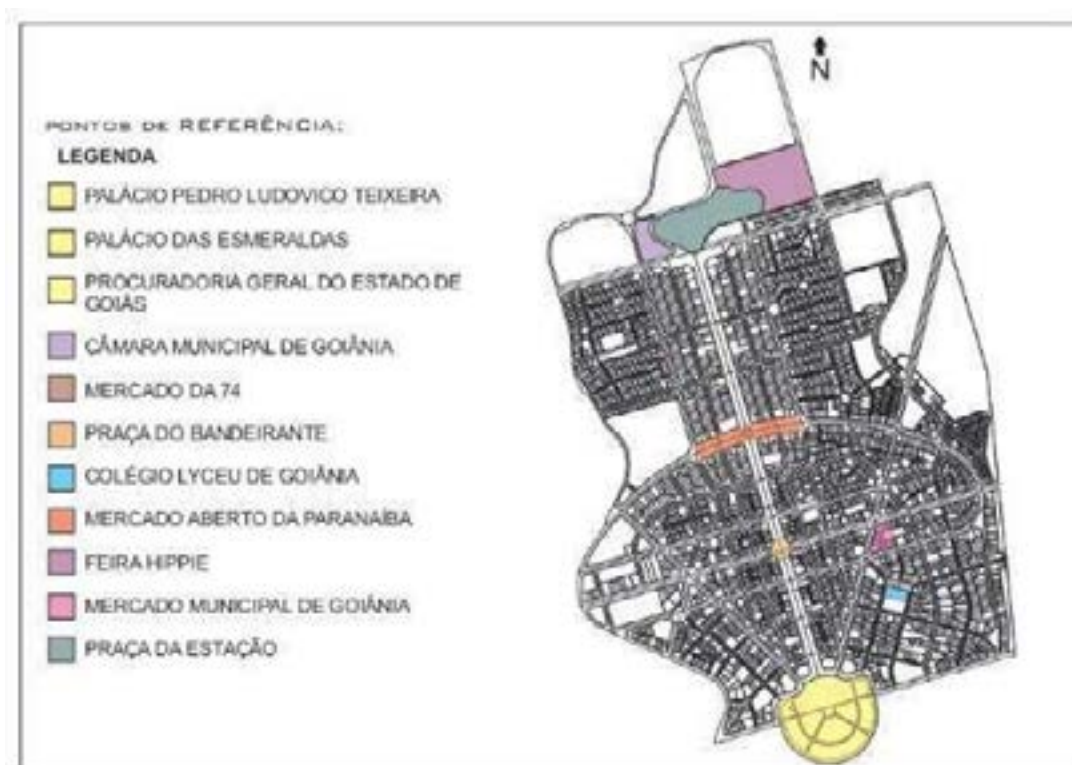 N
PONTOS DE REFERÊNCIA:
LEGENDA
PALÁCIO PEDRO LUDOVICO TEIXEIRA
PALÁCIO DAS ESMERALDAS
PROCURADORIA GERAL DO ESTADO DE
GOIÁS
CÂMARA MUNICIPAL DE GOIÂNIA
MERCADO DA 74
PRAÇA DO BANDEIRANTE
COLÉGIO LYCEU DE GOIÂNIA
MERCADO ABERTO DA PARANAÍBA
FEIRA HIPPIE
MERCADO MUNICIPAL DE GOIÂNIA
PRAÇA DA ESTAÇÃO